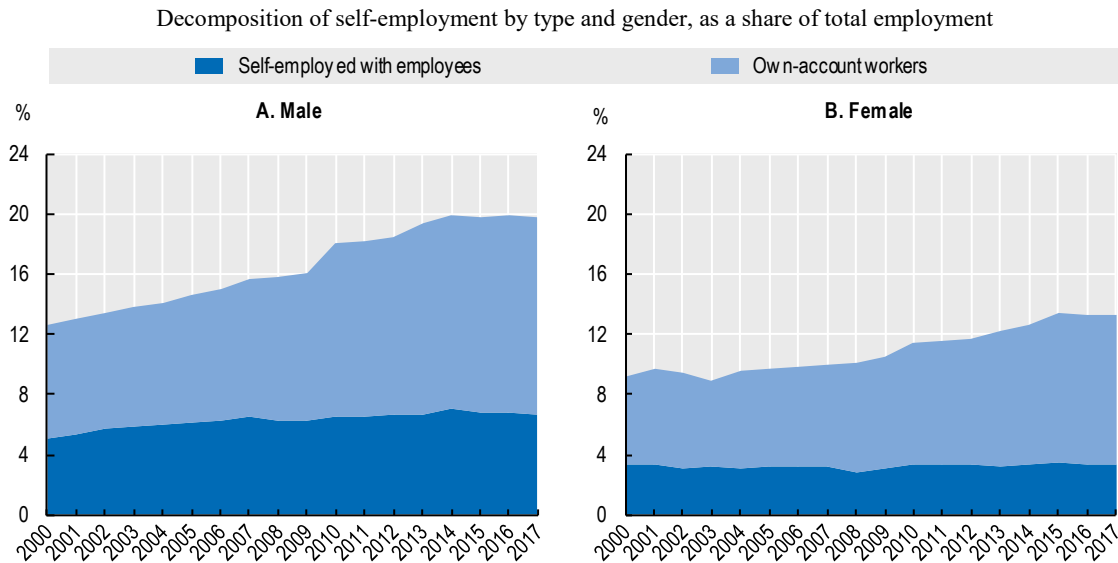 Decomposition of self-employment by type and gender, as a share of total employment
Self-employed with employees
Own-account workers
%
A. Male
24
20
16
12
8
4
0
2000 2001 2002 2003 2004 2005 2006 2007 2008 2009 2010 2011 2012 2013 2014 2015 2016 2017
%
B. Female
24
20
16
12
8
4
0
2000 2001 2002 2003 2004 2005 2006 2007 2008 2009 2010 2011 2012 2013 2014 2015 2016 2017